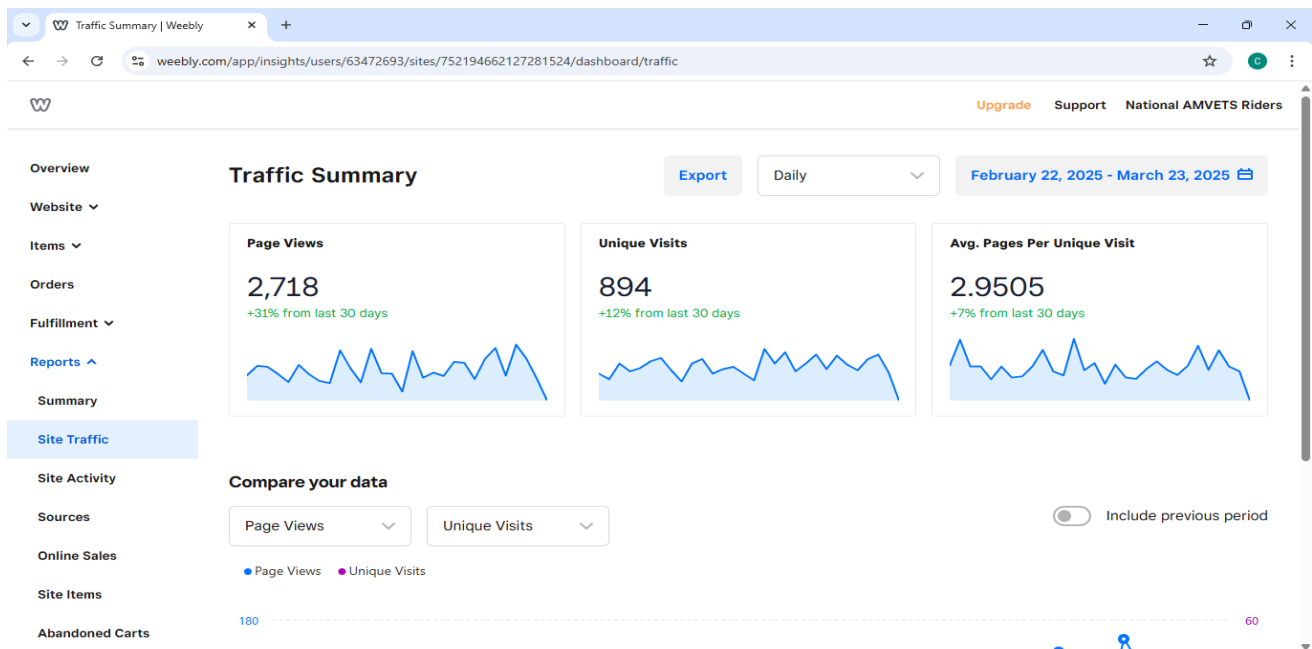 Traffic Summary | Weebly
weebly.com/app/insights/users/63472693/sites/752194662127281524/dashboard/traffic
C
Upgrade Support National AMVETS Riders
Overview
Website
Items
Orders
Fulfillment
Reports
Summary
Site Traffic
Site Activity
Sources
Online Sales
Site Items
Abandoned Carts
Traffic Summary
Export
Daily
February 22, 2025 - March 23, 2025
Page Views
2,718
+31% from last 30 days
Unique Visits
894
+12% from last 30 days
Avg. Pages Per Unique Visit
2.9505
+7% from last 30 days
Compare your data
Page Views
Unique Visits
Include previous period
Page Views Unique Visits
180
60